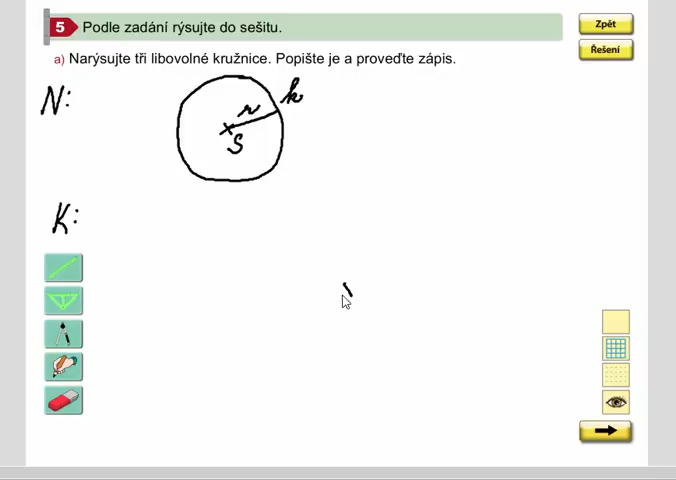 5 Podle zadání rýsujte do sešitu.
Zpět
Řešení
a) Narýsujte tři libovolné kružnice. Popište je a proveďte zápis.
N:
r k
S
K: